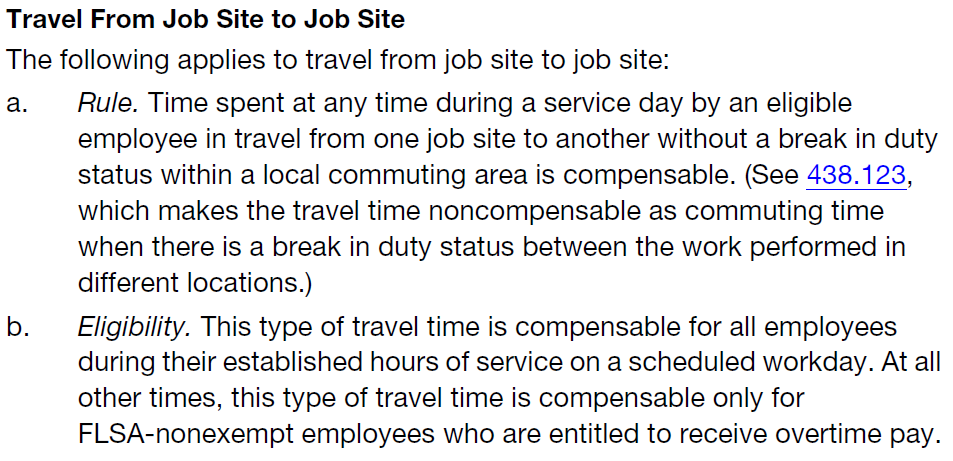 Travel From Job Site to Job Site
The following applies to travel from job site to job site:
a. Rule. Time spent at any time during a service day by an eligible
employee in travel from one job site to another without a break in duty
status within a local commuting area is compensable. (See 438.123,
which makes the travel time noncompensable as commuting time
when there is a break in duty status between the work performed in
different locations.)
b. Eligibility. This type of travel time is compensable for all employees
during their established hours of service on a scheduled workday. At all
other times, this type of travel time is compensable only for
FLSA-nonexempt employees who are entitled to receive overtime pay.